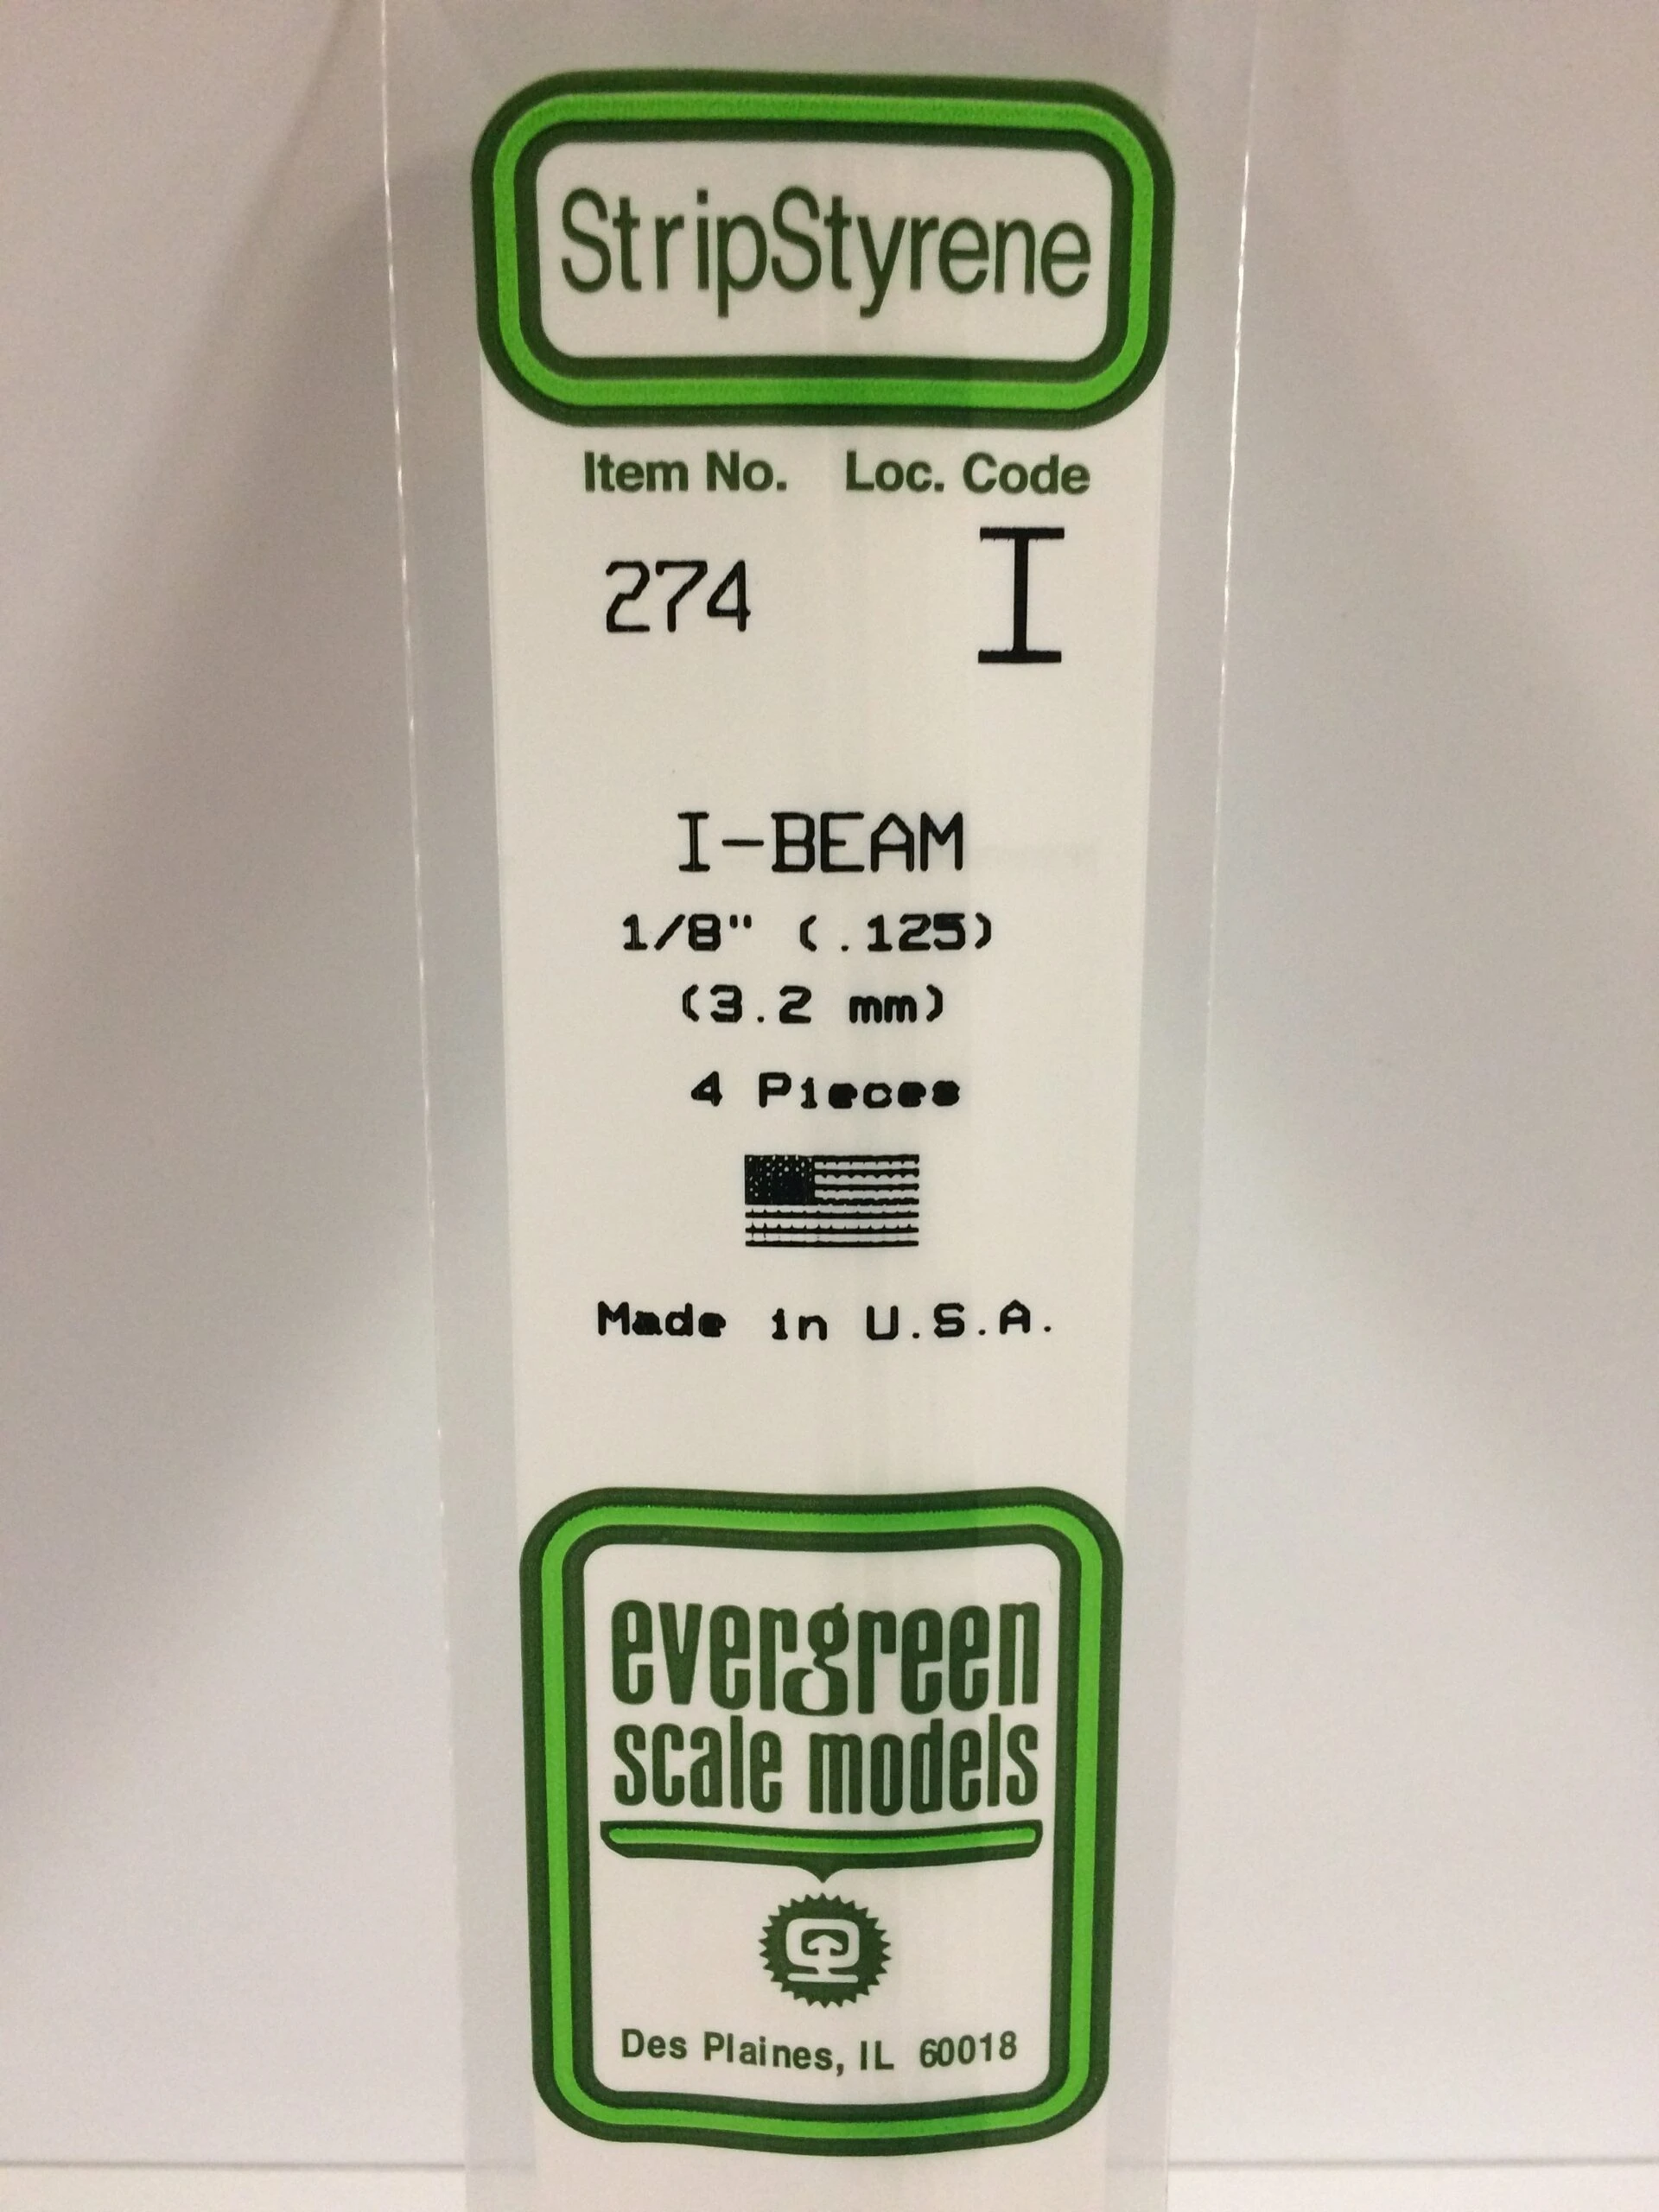 StripStyrene
Item No. Loc. Code
274 I
I-BEAM
1/8" (.125)
(3.2 mm)
4 Pieces
Made in U.S.A.
evergreen
scale models
Des Plaines, IL 60018